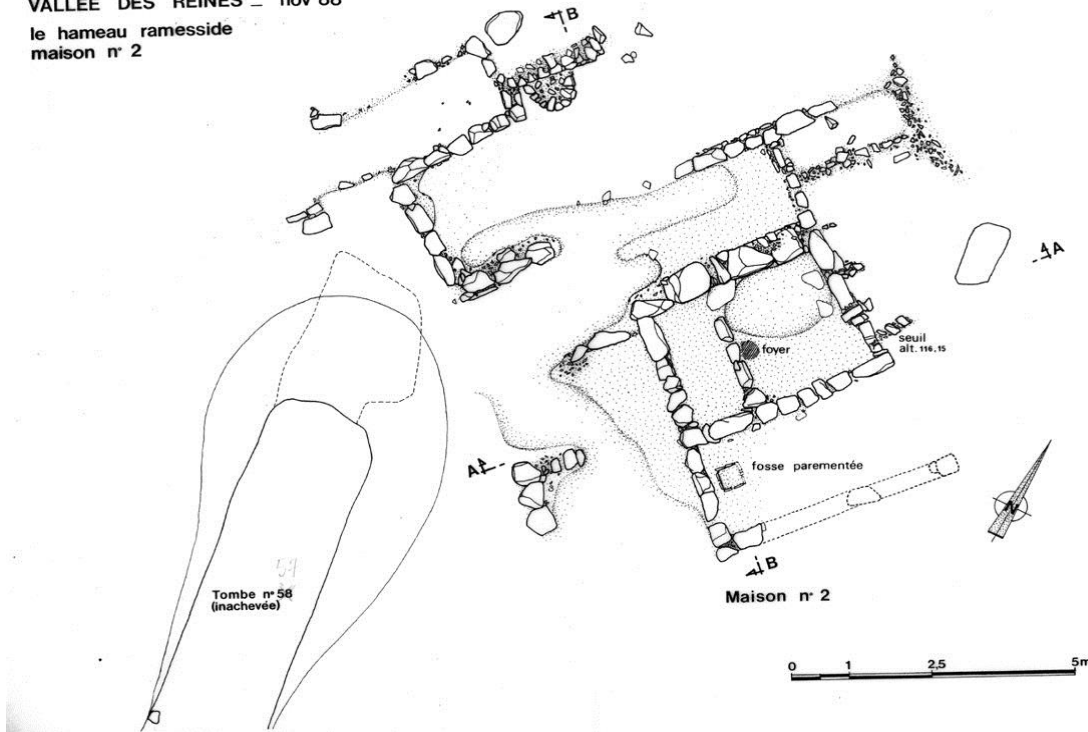 VALLEE DES REINES _ nov 88
le hameau ramesside
maison n° 2
B
A
seuil
alt. 116,15
foyer
A
fosse parementée
N
B
Maison n° 2
Tombe n° 58
(inachevée)
0 1 2,5 5m